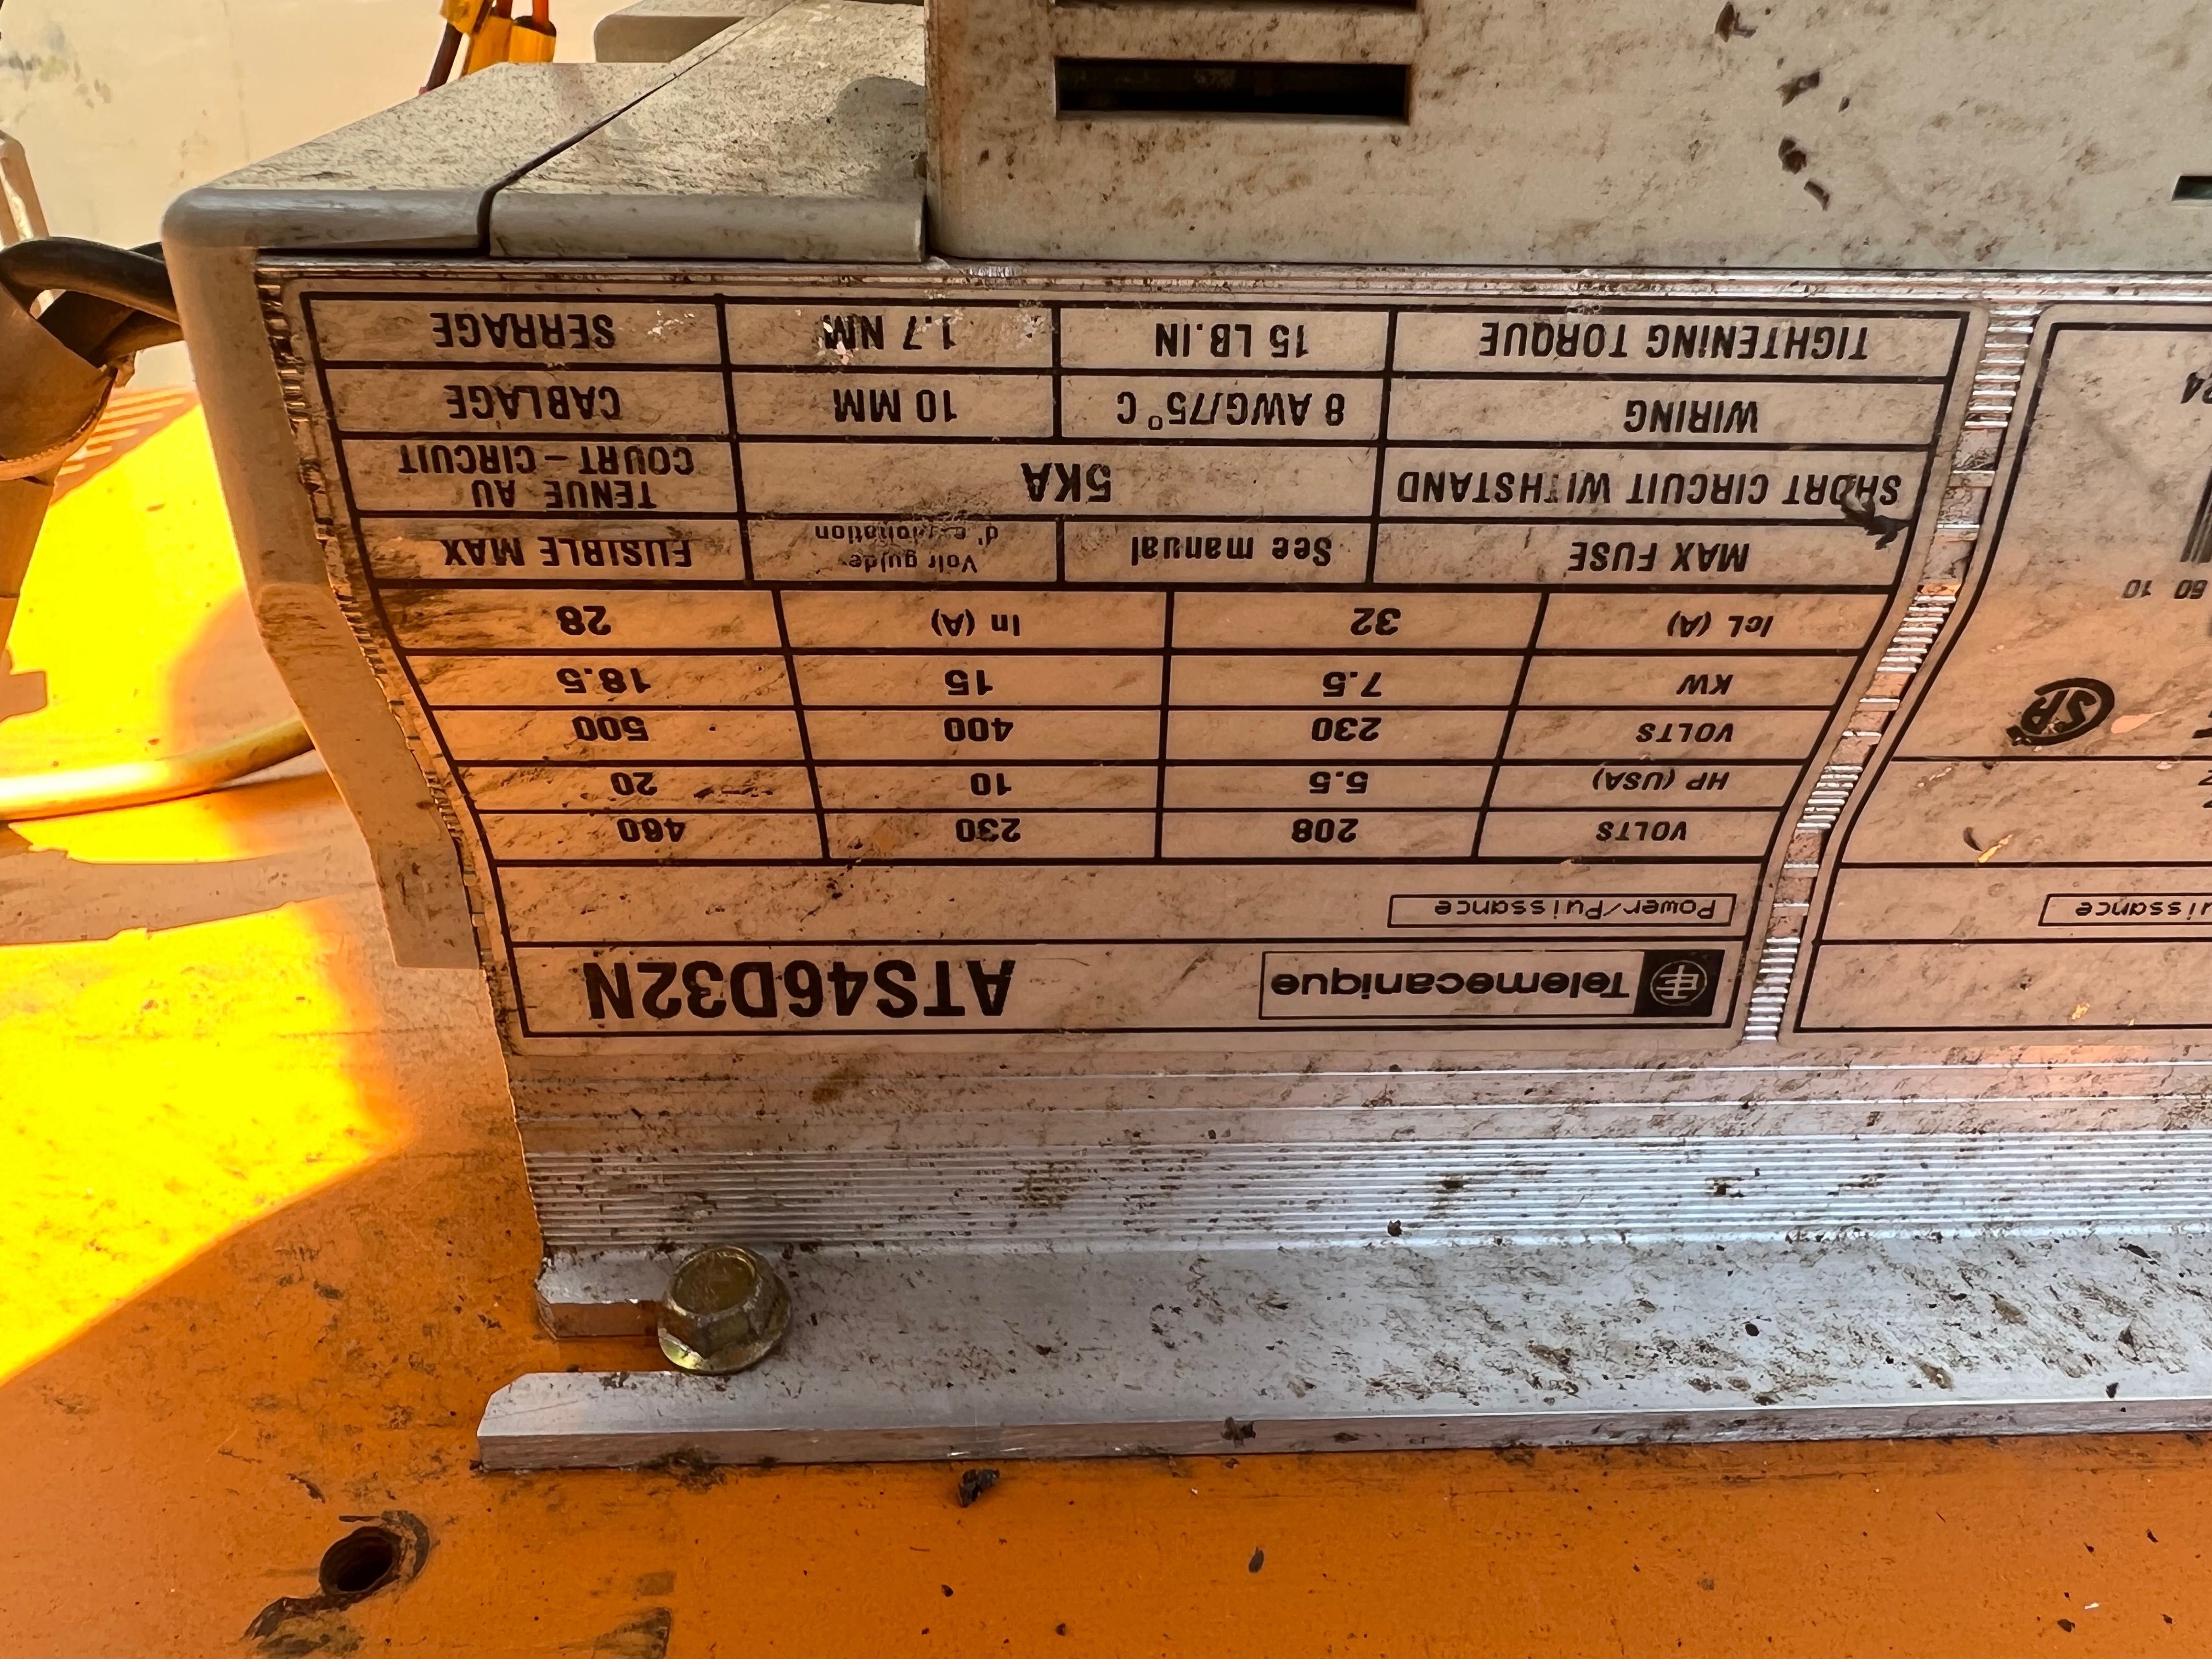 Telemecanique ATS46D32N
Power/Puissance
VOLTS 208 230 460
HP (USA) 5.5 10 20
VOLTS 230 400 500
KW 7.5 15 18.5
IcL (A) 32 In (A) 28
MAX FUSE See manual Voir guide d'exploitation FUSIBLE MAX
SHORT CIRCUIT WITHSTAND 5KA TENUE AU COURT-CIRCUIT
WIRING 8 AWG/75°C 10 MM CABLAGE
TIGHTENING TORQUE 15 LB.IN 1.7 NM SERRAGE
60 10